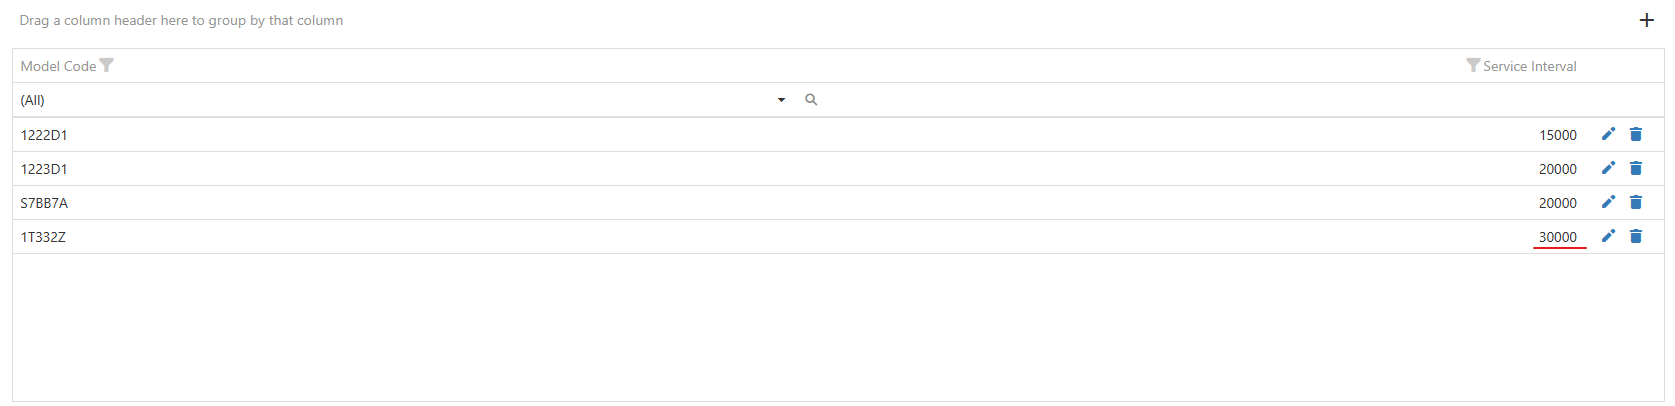 Drag a column header here to group by that column
Model Code Service Interval
(All)
1222D1 15000
1223D1 20000
S7BB7A 20000
1T332Z 30000